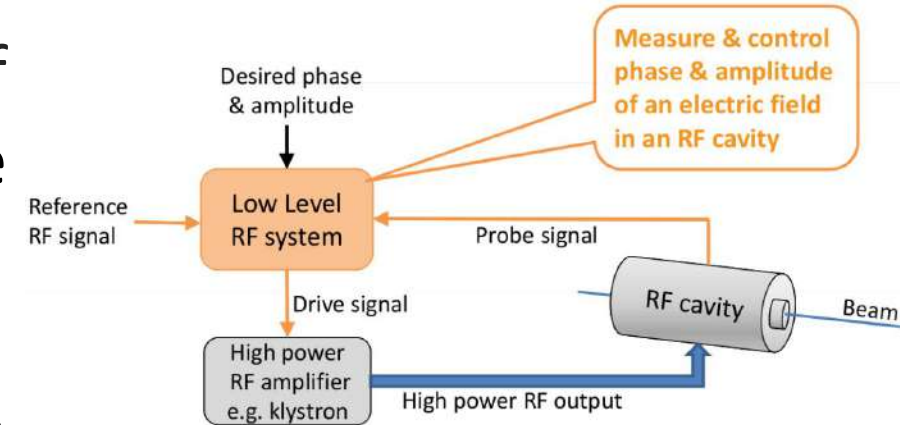 Desired phase
& amplitude
Measure & control
phase & amplitude
of an electric field
in an RF cavity
Reference
RF signal
Low Level
RF system
Probe signal
Drive signal
RF cavity
Beam
High power
RF amplifier
e.g. klystron
High power RF output